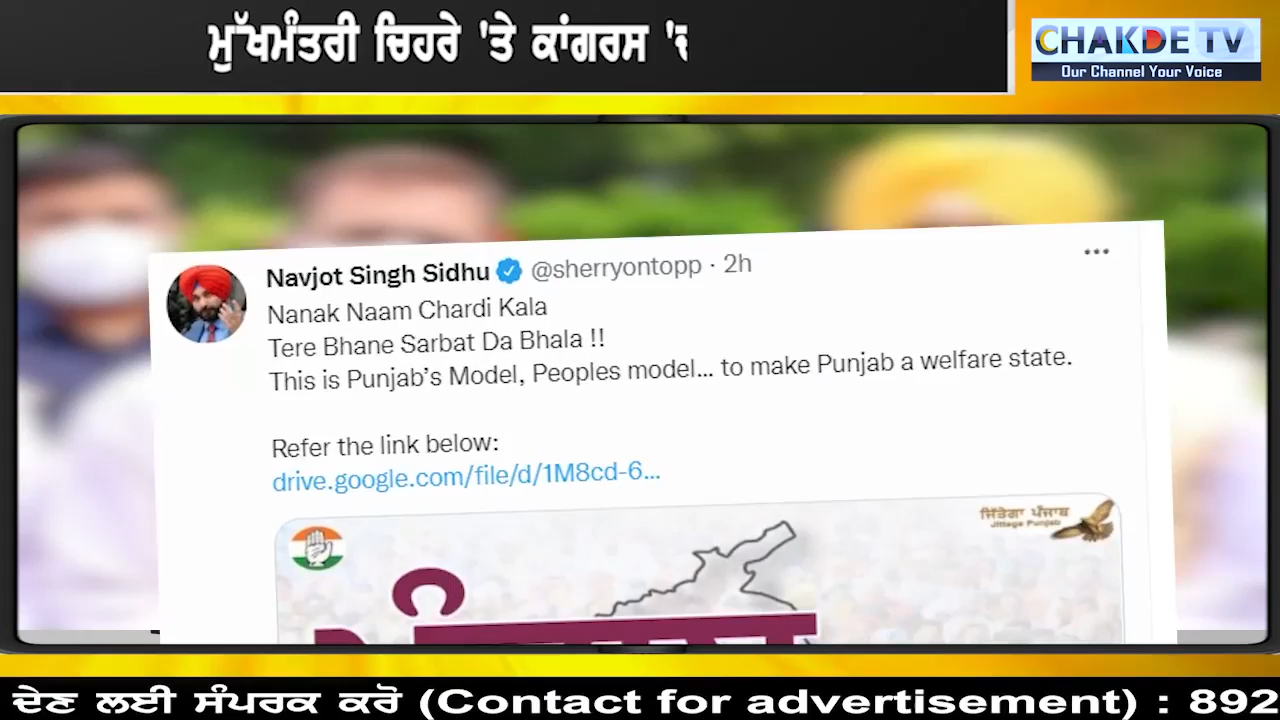 ਮੁੱਖਮੰਤਰੀ ਚਿਹਰੇ 'ਤੇ ਕਾਂਗਰਸ
CHAKDE TV
Our Channel Your Voice
Navjot Singh Sidhu @sherryontopp · 2h
Nanak Naam Chardi Kala
Tere Bhane Sarbat Da Bhala !!
This is Punjab's Model, Peoples model... to make Punjab a welfare state.
Refer the link below:
drive.google.com/file/d/1M8cd-6...
ਜਿੱਤੇਗਾ ਪੰਜਾਬ
Jittega Punjab
ਦੇਣ ਲਈ ਸੰਪਰਕ ਕਰੋ (Contact for advertisement) : 892